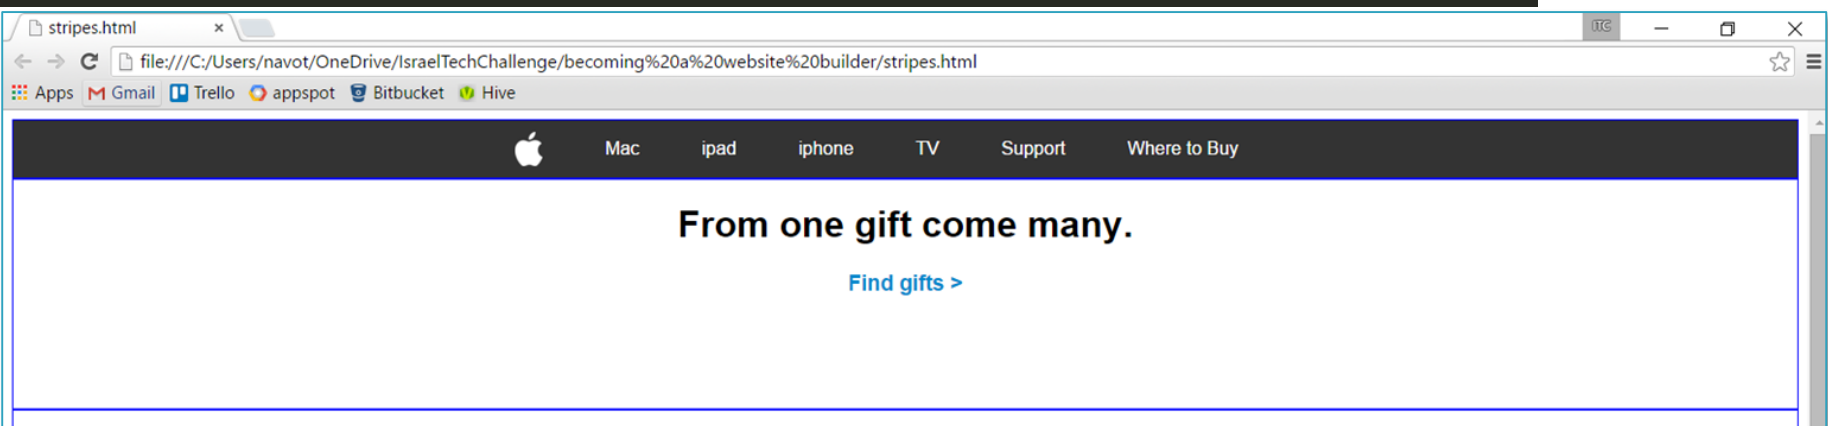 stripes.html
ITC
file:///C:/Users/navot/OneDrive/IsraelTechChallenge/becoming%20a%20website%20builder/stripes.html
Apps Gmail Trello appspot Bitbucket Hive
Mac ipad iphone TV Support Where to Buy
From one gift come many.
Find gifts >